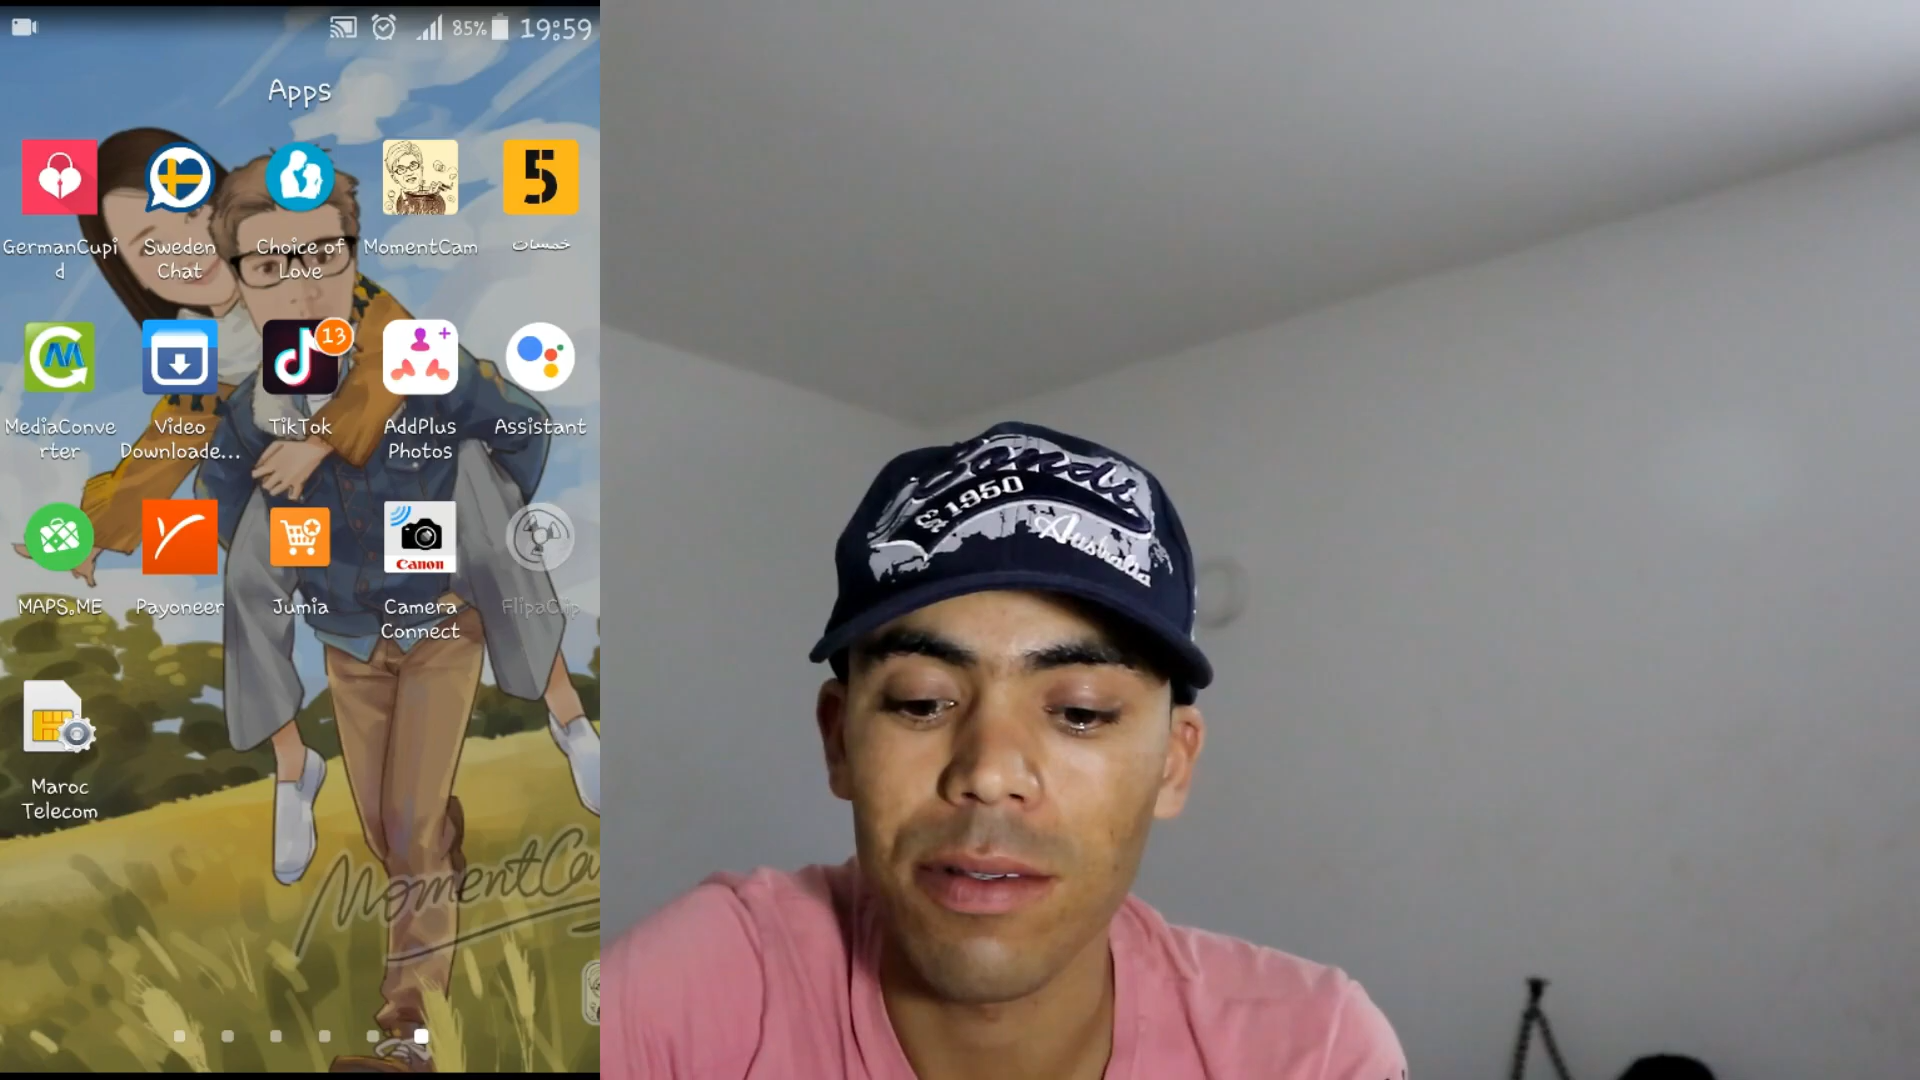 85% 19:59
Apps
5
GermanCupi
d
Sweden
Chat
Choice of
Love
MomentCam
خمسات
13
MediaConve
rter
Video
Downloade...
TikTok
AddPlus
Photos
Assistant
Canon
MAPS.ME
Payoneer
Jumia
Camera
Connect
FlipaClip
Maroc
Telecom
MomentCa
$1950
Australia